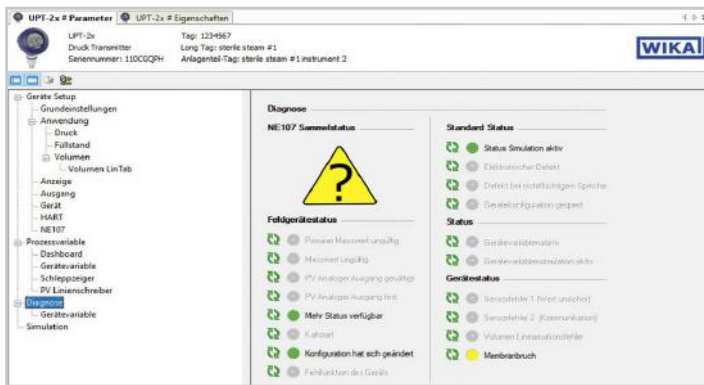 UPT-2x # Parameter
UPT-2x # Eigenschaften
UPT-2x
Druck Transmitter
Seriennummer: 110CGQPH
Tag: 1234567
Long Tag: sterile steam #1
Anlagenteil-Tag: sterile steam #1 instrument 2
WIKA
Geräte Setup
Grundeinstellungen
Anwendung
Druck
Füllstand
Volumen
Volumen LinTab
Anzeige
Ausgang
Gerät
HART
NE107
Prozessvariable
Dashboard
Gerätevariable
Schleppzeiger
PV Linienschreiber
Diagnose
Gerätevariable
Simulation
Diagnose
NE107 Sammelstatus
?
Feldgerätestatus
Primärer Messwert ungültig
Messwert Ungültig
PV Analoger Ausgang gesättigt
PV Analoger Ausgang fest
Mehr Status verfügbar
Kaltstart
Konfiguration hat sich geändert
Fehlfunktion des Geräts
Standard Status
Status Simulation aktiv
Elektronischer Defekt
Defekt bei nichtflüchtigem Speicher
Gerätekonfiguration gesperrt
Status
Gerätevariablenalarm
Gerätevariablensimulation aktiv
Gerätestatus
Sensorfehler 1 (Wert unsicher)
Sensorfehler 2 (Kommunikation)
Volumen Linearisationsfehler
Membranbruch